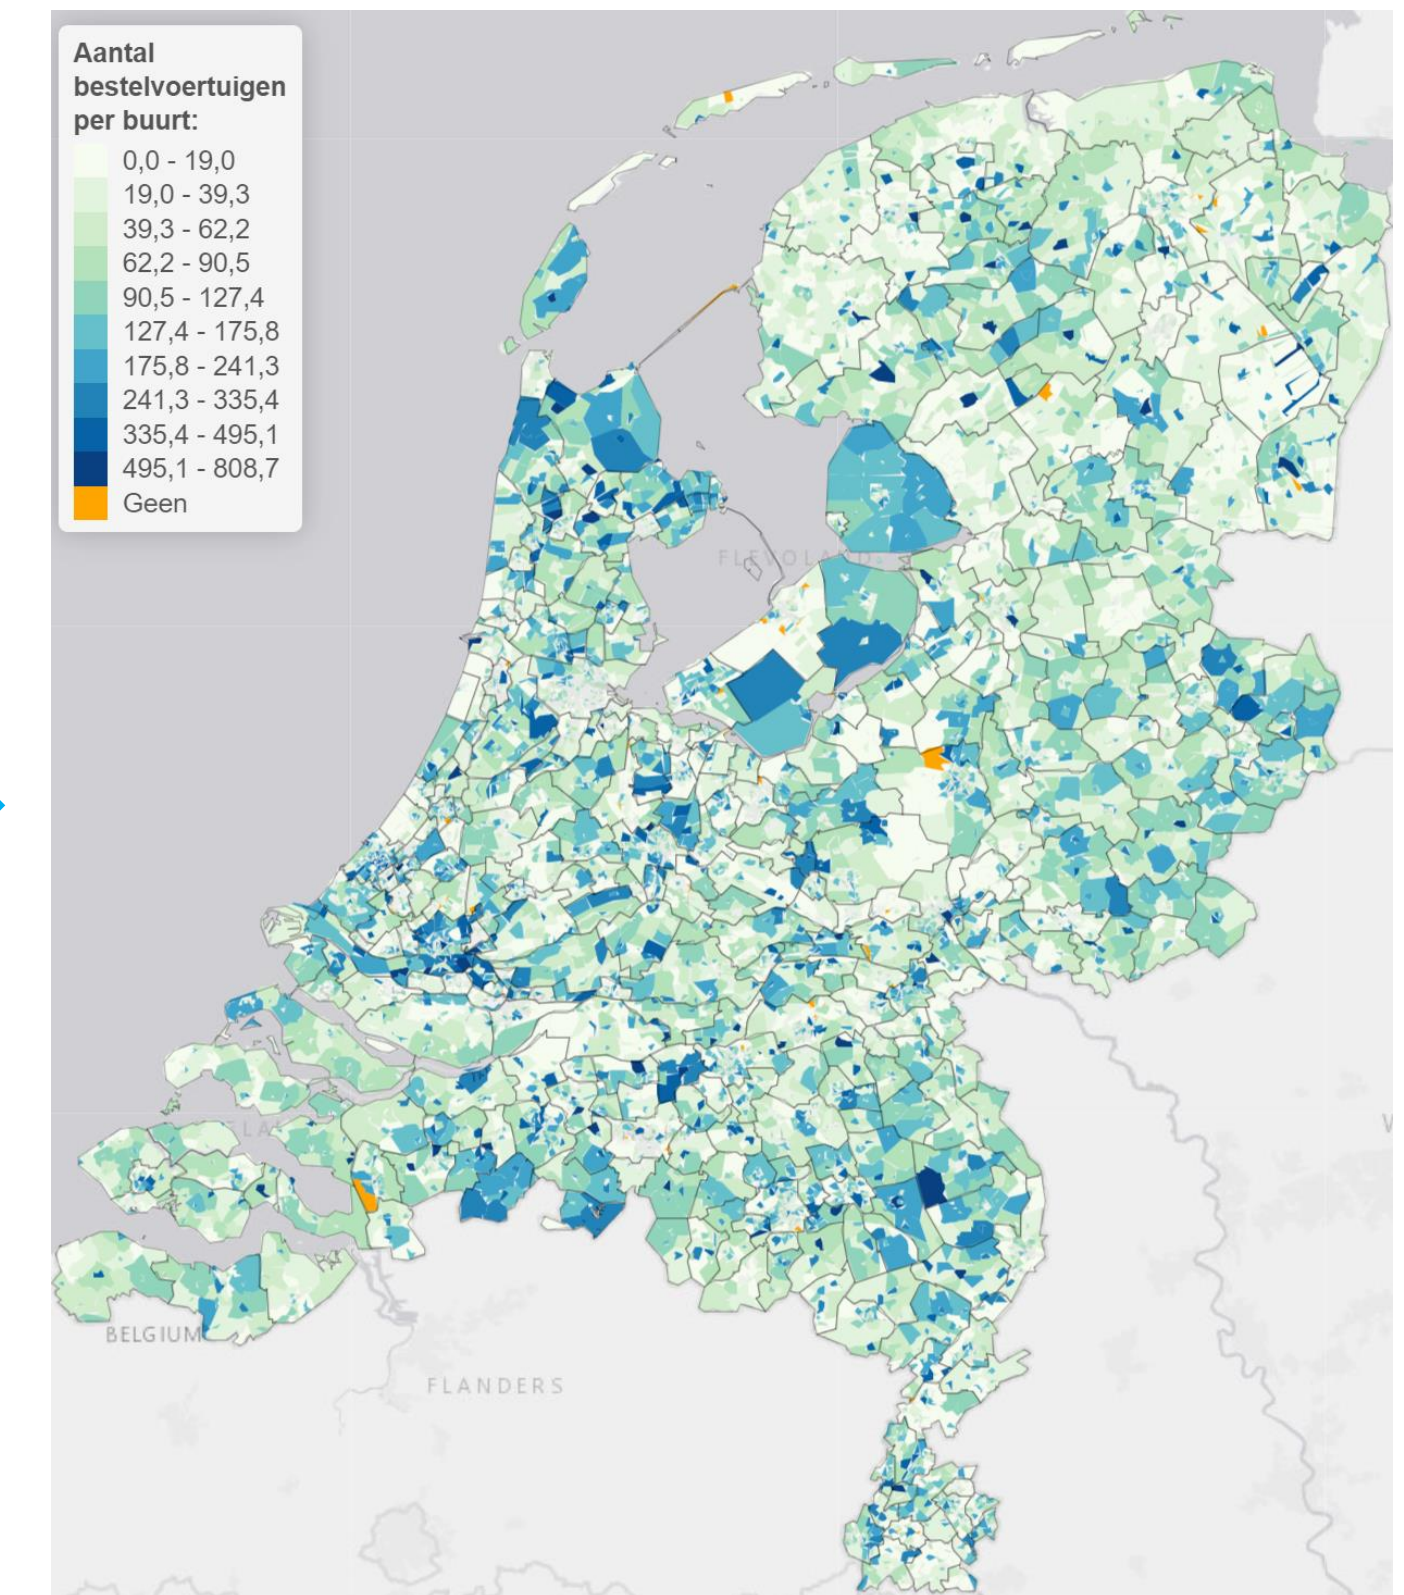 Aantal
bestelvoertuigen
per buurt:
0,0 - 19,0
19,0 - 39,3
39,3 - 62,2
62,2 - 90,5
90,5 - 127,4
127,4 - 175,8
175,8 - 241,3
241,3 - 335,4
335,4 - 495,1
495,1 - 808,7
Geen
FLEVOLAND
BELGIUM
FLANDERS